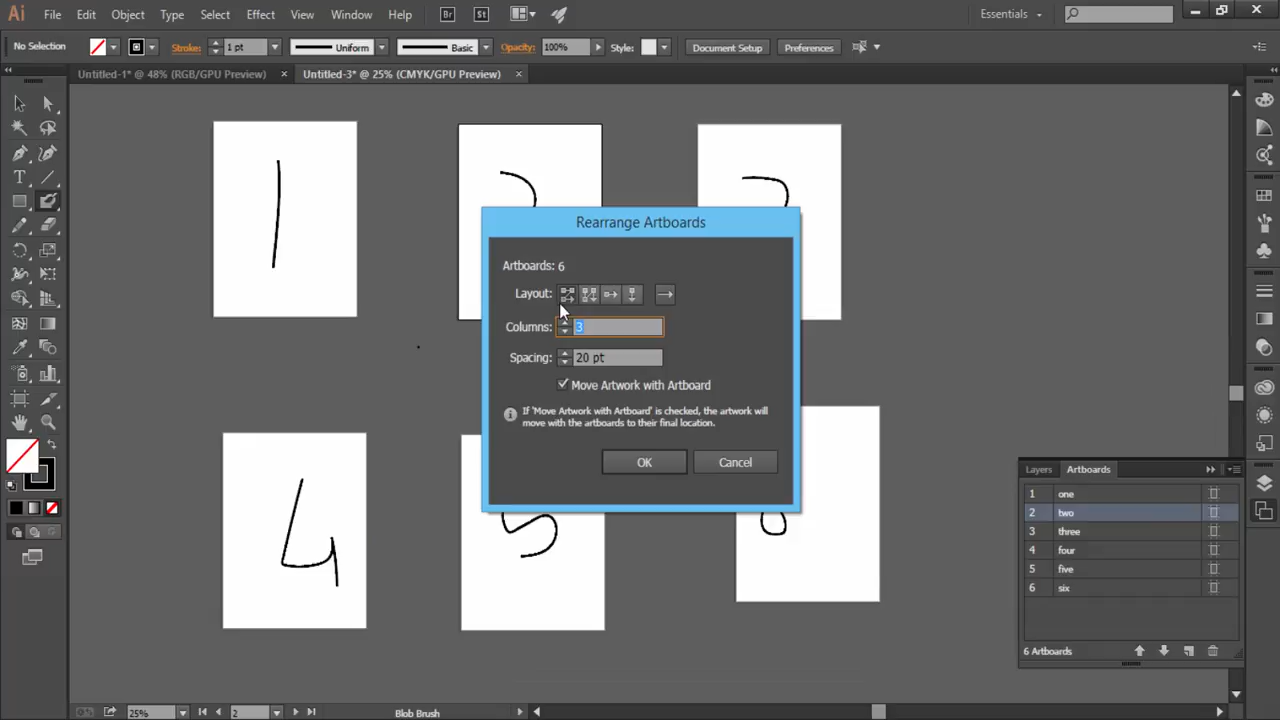 Ai File Edit Object Type Select Effect View Window Help Br St Essentials
No Selection Strokes: 1 pt Uniform Basic Opacity: 100% Style: Document Setup Preferences
Untitled-1* @ 48% (RGB/GPU Preview) × Untitled-3* @ 25% (CMYK/GPU Preview) ×
1
Rearrange Artboards
Artboards: 6
Layout:
Columns: 3
Spacing: 20 pt
Move Artwork with Artboard
If 'Move Artwork with Artboard' is checked, the artwork will
move with the artboards to their final location.
OK Cancel
4 5
Layers Artboards
1 one
2 two
3 three
4 four
5 five
6 six
6 Artboards
25% 2 Blob Brush